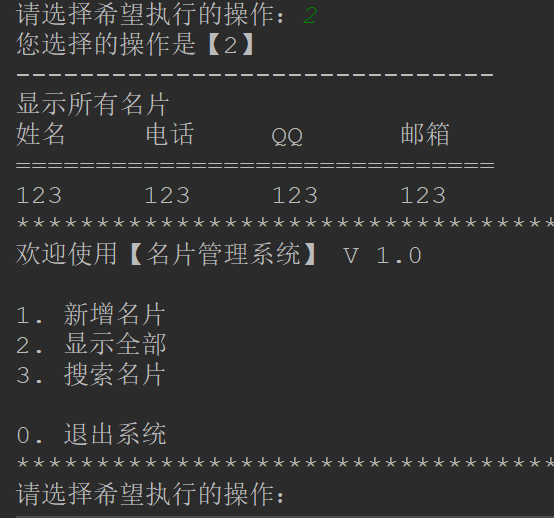 请选择希望执行的操作：2
您选择的操作是【2】
------------------------------
显示所有名片
姓名 电话 QQ 邮箱
==============================
123 123 123 123
**********************************
欢迎使用【名片管理系统】 V 1.0
1. 新增名片
2. 显示全部
3. 搜索名片
0. 退出系统
**********************************
请选择希望执行的操作：